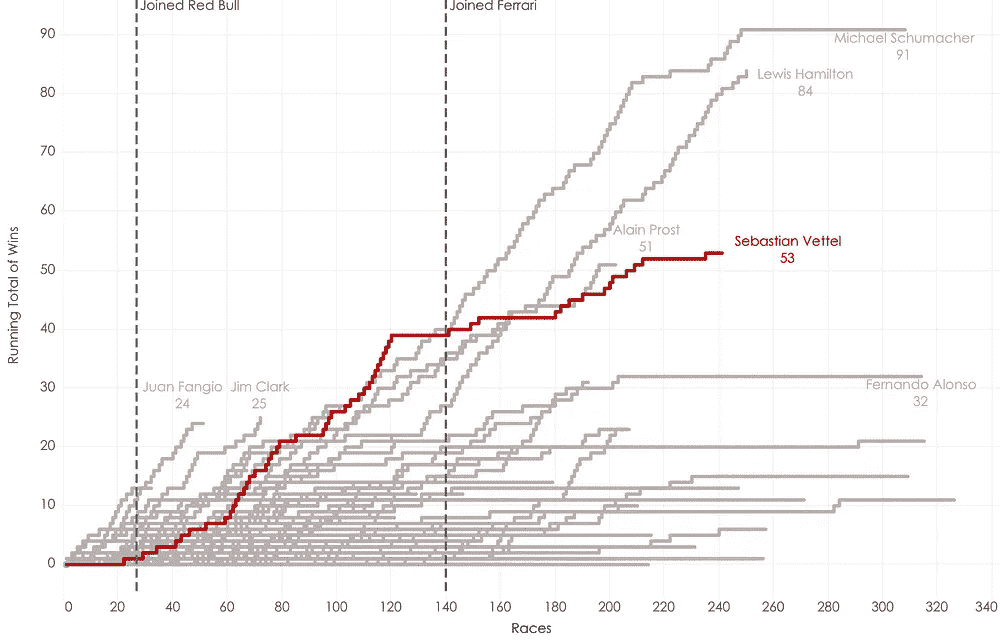 Joined Red Bull
Joined Ferrari
90
80
70
60
50
40
30
20
10
0
Running Total of Wins
Michael Schumacher
91
Lewis Hamilton
84
Alain Prost
51
Sebastian Vettel
53
Juan Fangio
24
Jim Clark
25
Fernando Alonso
32
0 20 40 60 80 100 120 140 160 180 200 220 240 260 280 300 320 340
Races